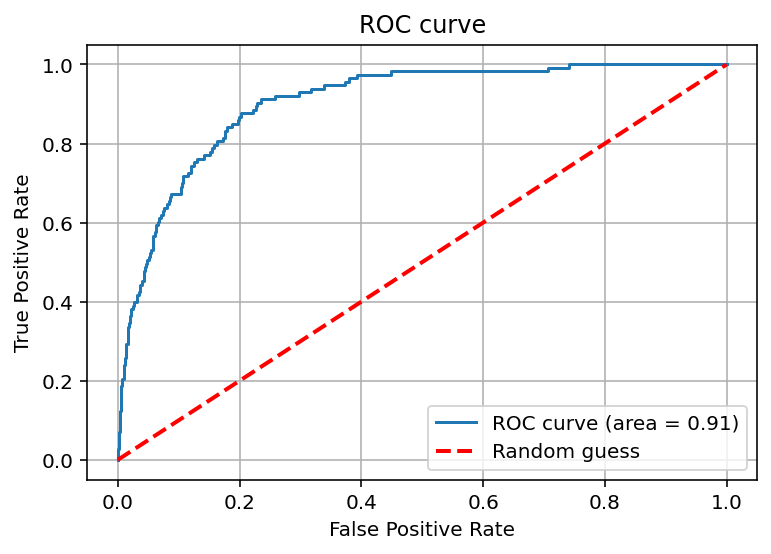 ROC curve
True Positive Rate
1.0
0.8
0.6
0.4
0.2
0.0
ROC curve (area = 0.91)
Random guess
0.0 0.2 0.4 0.6 0.8 1.0
False Positive Rate